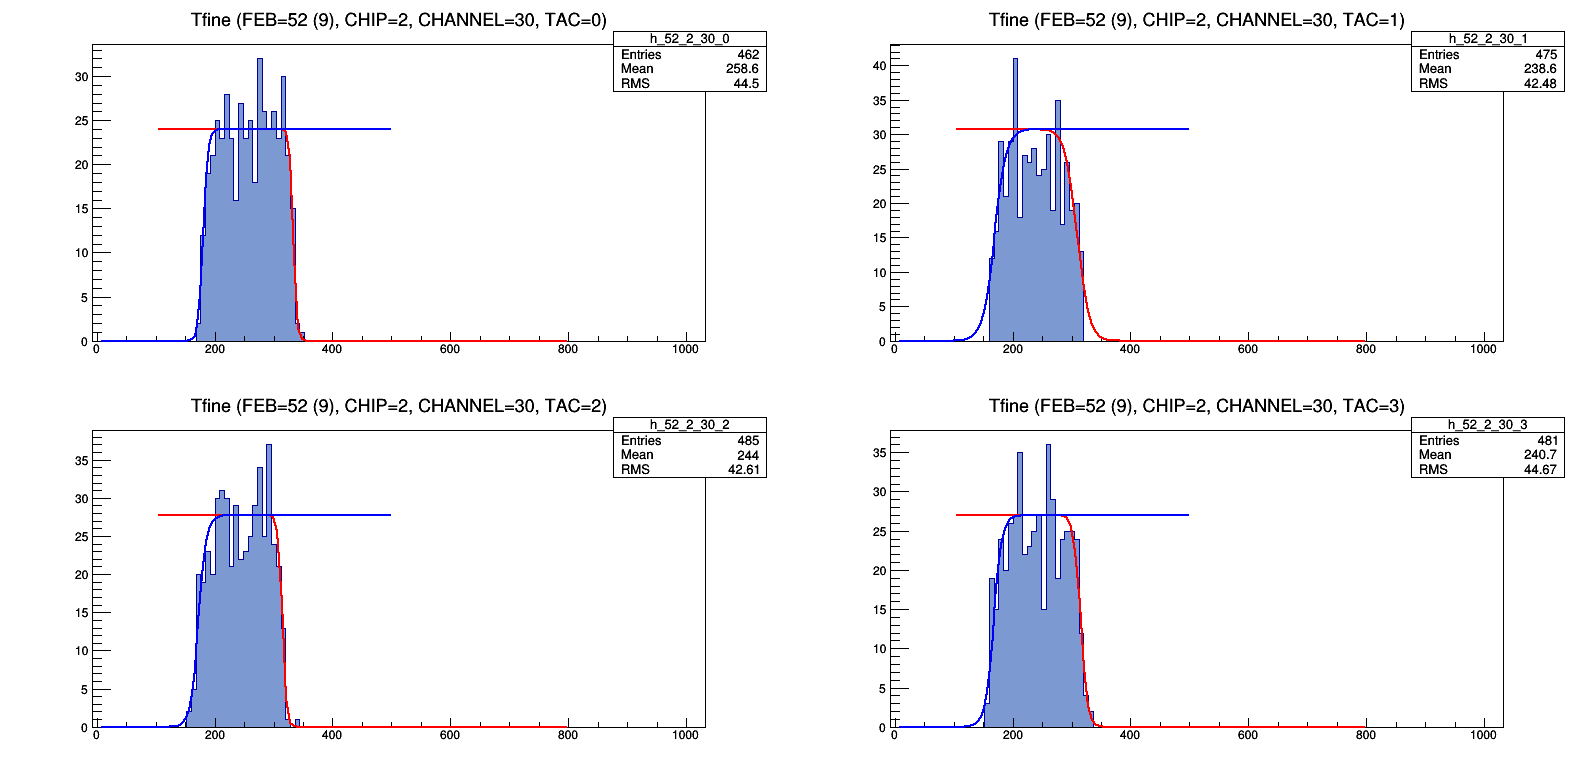 Tfine (FEB=52 (9), CHIP=2, CHANNEL=30, TAC=0)
h_52_2_30_0
Entries 462
Mean 258.6
RMS 44.5
30
25
20
15
10
5
0
0 200 400 600 800 1000
Tfine (FEB=52 (9), CHIP=2, CHANNEL=30, TAC=1)
h_52_2_30_1
Entries 475
Mean 238.6
RMS 42.48
40
35
30
25
20
15
10
5
0
0 200 400 600 800 1000
Tfine (FEB=52 (9), CHIP=2, CHANNEL=30, TAC=2)
h_52_2_30_2
Entries 485
Mean 244
RMS 42.61
35
30
25
20
15
10
5
0
0 200 400 600 800 1000
Tfine (FEB=52 (9), CHIP=2, CHANNEL=30, TAC=3)
h_52_2_30_3
Entries 481
Mean 240.7
RMS 44.67
35
30
25
20
15
10
5
0
0 200 400 600 800 1000